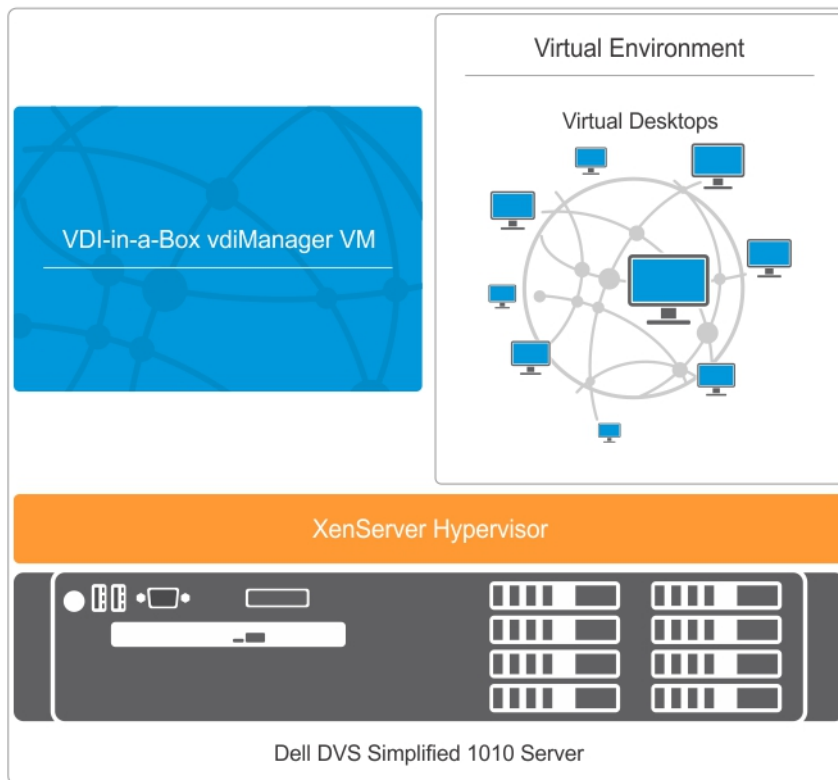 Virtual Environment
Virtual Desktops
VDI-in-a-Box vdiManager VM
XenServer Hypervisor
Dell DVS Simplified 1010 Server